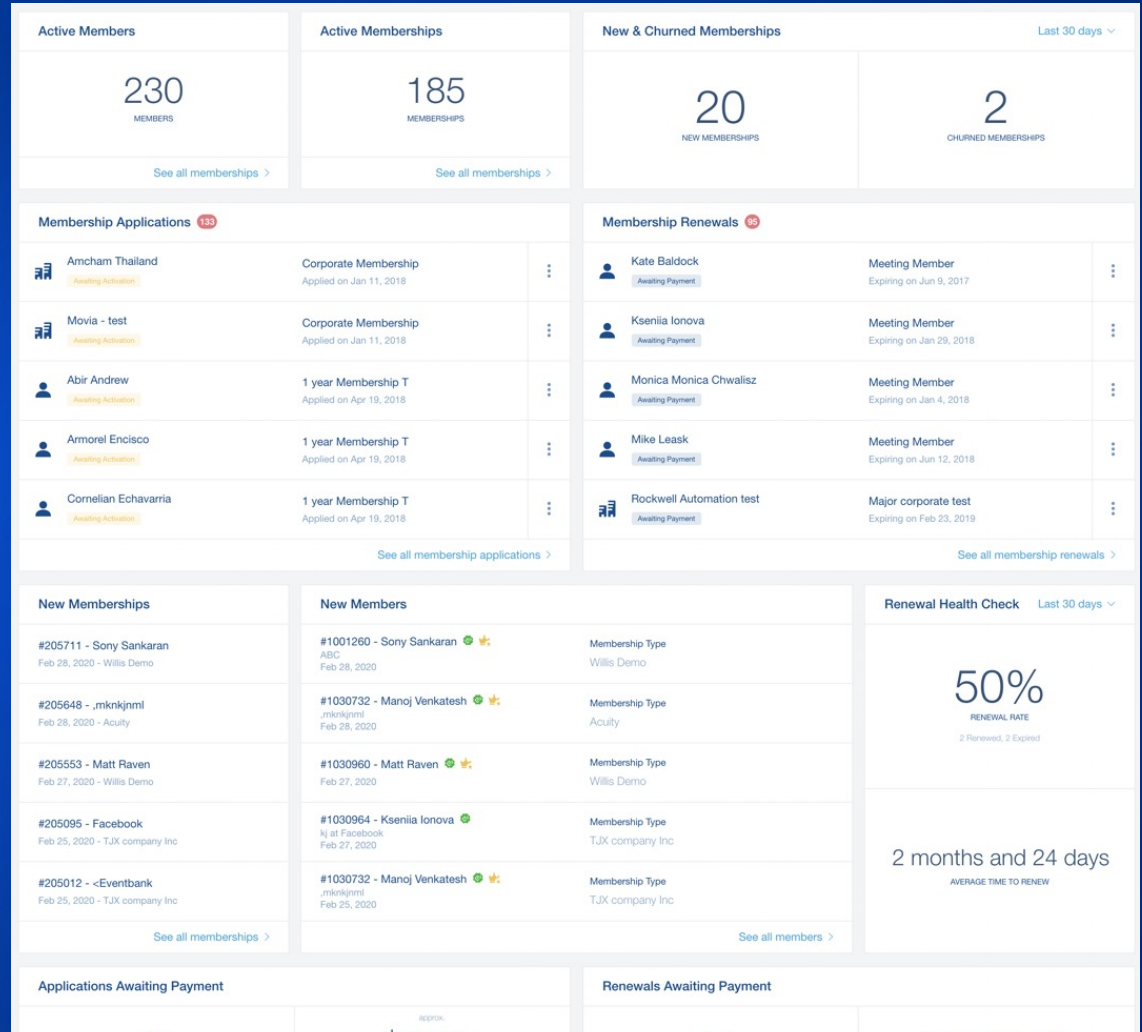 Active Members
230
MEMBERS
See all memberships >
Active Memberships
185
MEMBERSHIPS
See all memberships >
New & Churned Memberships
Last 30 days
20
NEW MEMBERSHIPS
2
CHURNED MEMBERSHIPS
Membership Applications 133
Amcham Thailand
Awaiting Activation
Corporate Membership
Applied on Jan 11, 2018
Movia - test
Awaiting Activation
Corporate Membership
Applied on Jan 11, 2018
Abir Andrew
Awaiting Activation
1 year Membership T
Applied on Apr 19, 2018
Armorel Encisco
Awaiting Activation
1 year Membership T
Applied on Apr 19, 2018
Cornelian Echavarria
Awaiting Activation
1 year Membership T
Applied on Apr 19, 2018
See all membership applications >
Membership Renewals 95
Kate Baldock
Awaiting Payment
Meeting Member
Expiring on Jun 9, 2017
Kseniia Ionova
Awaiting Payment
Meeting Member
Expiring on Jan 29, 2018
Monica Monica Chwalisz
Awaiting Payment
Meeting Member
Expiring on Jan 4, 2018
Mike Leask
Awaiting Payment
Meeting Member
Expiring on Jun 12, 2018
Rockwell Automation test
Awaiting Payment
Major corporate test
Expiring on Feb 23, 2019
See all membership renewals >
New Memberships
#205711 - Sony Sankaran
Feb 28, 2020 - Willis Demo
#205648 - ,mknkjnml
Feb 28, 2020 - Acuity
#205553 - Matt Raven
Feb 27, 2020 - Willis Demo
#205095 - Facebook
Feb 25, 2020 - TJX company Inc
#205012 - <Eventbank
Feb 25, 2020 - TJX company Inc
See all memberships >
New Members
#1001260 - Sony Sankaran
ABC
Feb 28, 2020
Membership Type
Willis Demo
#1030732 - Manoj Venkatesh
,mknkjnml
Feb 28, 2020
Membership Type
Acuity
#1030960 - Matt Raven
Feb 27, 2020
Membership Type
Willis Demo
#1030964 - Kseniia Ionova
kj at Facebook
Feb 27, 2020
Membership Type
TJX company Inc
#1030732 - Manoj Venkatesh
,mknkjnml
Feb 25, 2020
Membership Type
TJX company Inc
See all members >
Renewal Health Check
Last 30 days
50%
RENEWAL RATE
2 Renewed, 2 Expired
2 months and 24 days
AVERAGE TIME TO RENEW
Applications Awaiting Payment
approx.
Renewals Awaiting Payment